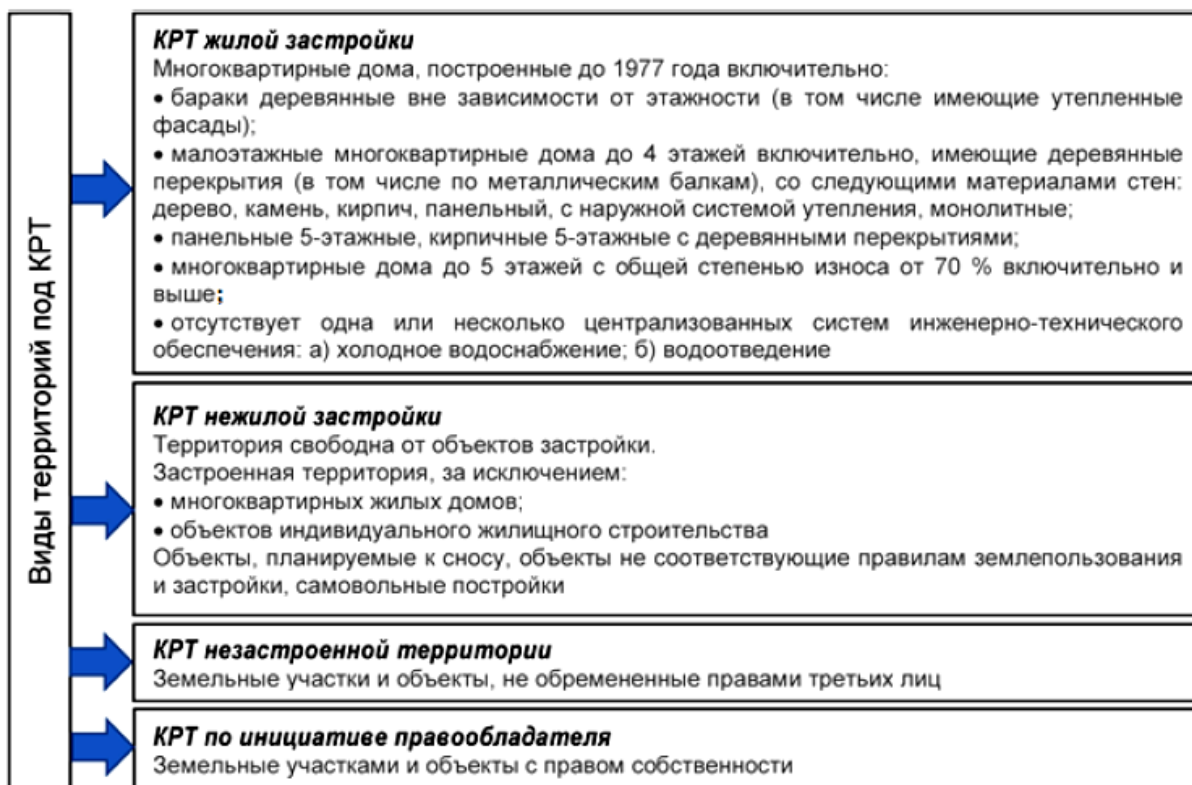 Виды территорий под КРТ
КРТ жилой застройки
Многоквартирные дома, построенные до 1977 года включительно:
• бараки деревянные вне зависимости от этажности (в том числе имеющие утепленные
фасады);
• малоэтажные многоквартирные дома до 4 этажей включительно, имеющие деревянные
перекрытия (в том числе по металлическим балкам), со следующими материалами стен:
дерево, камень, кирпич, панельный, с наружной системой утепления, монолитные;
• панельные 5-этажные, кирпичные 5-этажные с деревянными перекрытиями;
• многоквартирные дома до 5 этажей с общей степенью износа от 70 % включительно и
выше;
• отсутствует одна или несколько централизованных систем инженерно-технического
обеспечения: а) холодное водоснабжение; б) водоотведение
КРТ нежилой застройки
Территория свободна от объектов застройки.
Застроенная территория, за исключением:
• многоквартирных жилых домов;
• объектов индивидуального жилищного строительства
Объекты, планируемые к сносу, объекты не соответствующие правилам землепользования
и застройки, самовольные постройки
КРТ незастроенной территории
Земельные участки и объекты, не обремененные правами третьих лиц
КРТ по инициативе правообладателя
Земельные участками и объекты с правом собственности